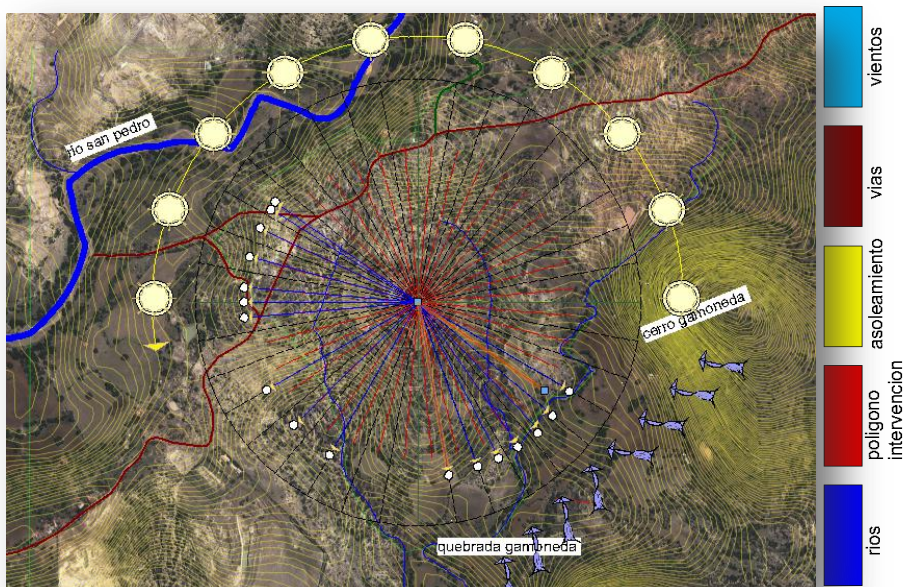 rio san pedro
cerro gamoneda
quebrada gamoneda
vientos
vias
asoleamiento
poligono
intervencion
rios